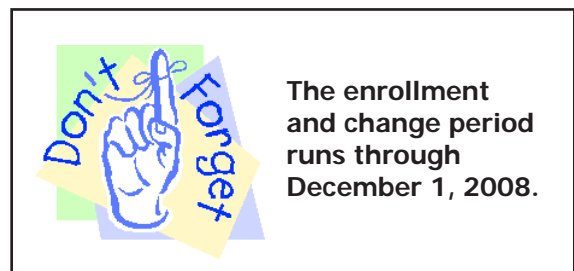 Don't Forget
The enrollment
and change period
runs through
December 1, 2008.